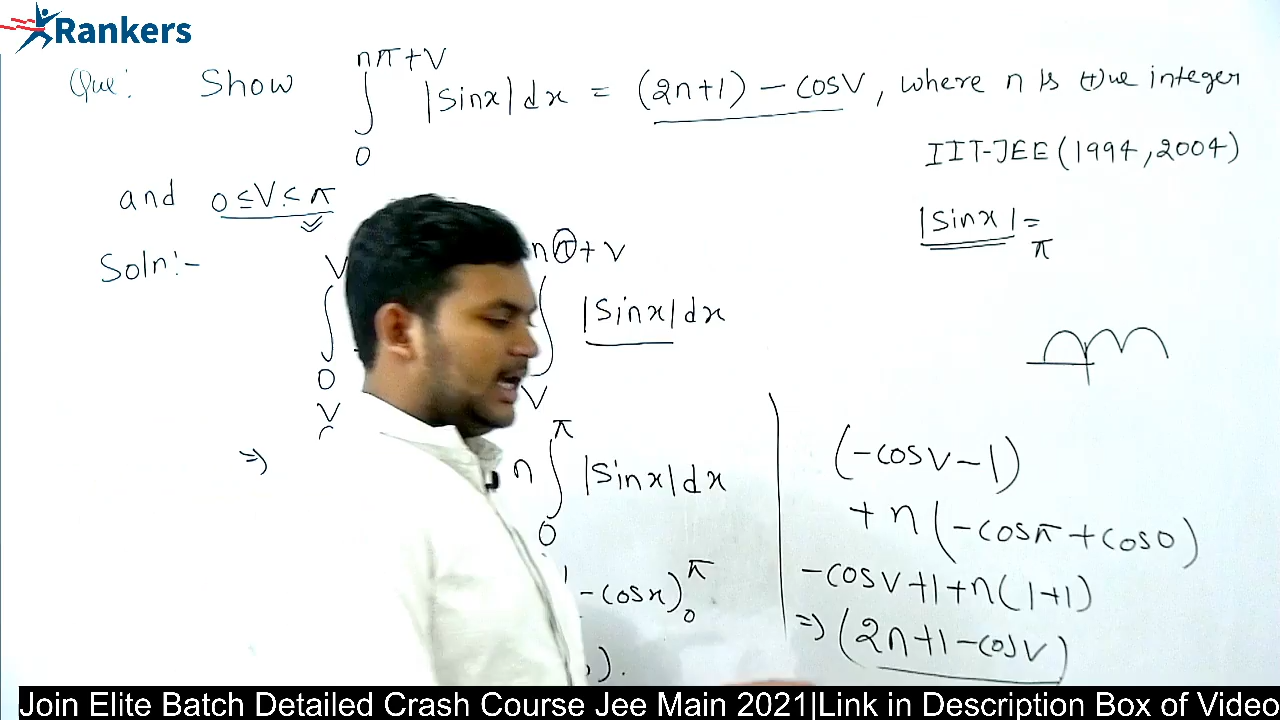 Rankers
Que: Show ∫₀^{nπ+V} |Sinx| dx = (2n+1) - cosV, where n is (+)ve integer
IIT-JEE (1994, 2004)
and 0 ≤ V < π
|Sinx| =
π
Soln:-
V
∫
0
nπ + V
∫ |Sinx| dx
V
V
=>
n ∫₀^π |Sinx| dx
- cosx)₀^π
).
(-cosV - 1)
+ n (-cosπ + cos0)
-cosV + 1 + n(1+1)
=> (2n+1 - cosV)
Join Elite Batch Detailed Crash Course Jee Main 2021|Link in Description Box of Video